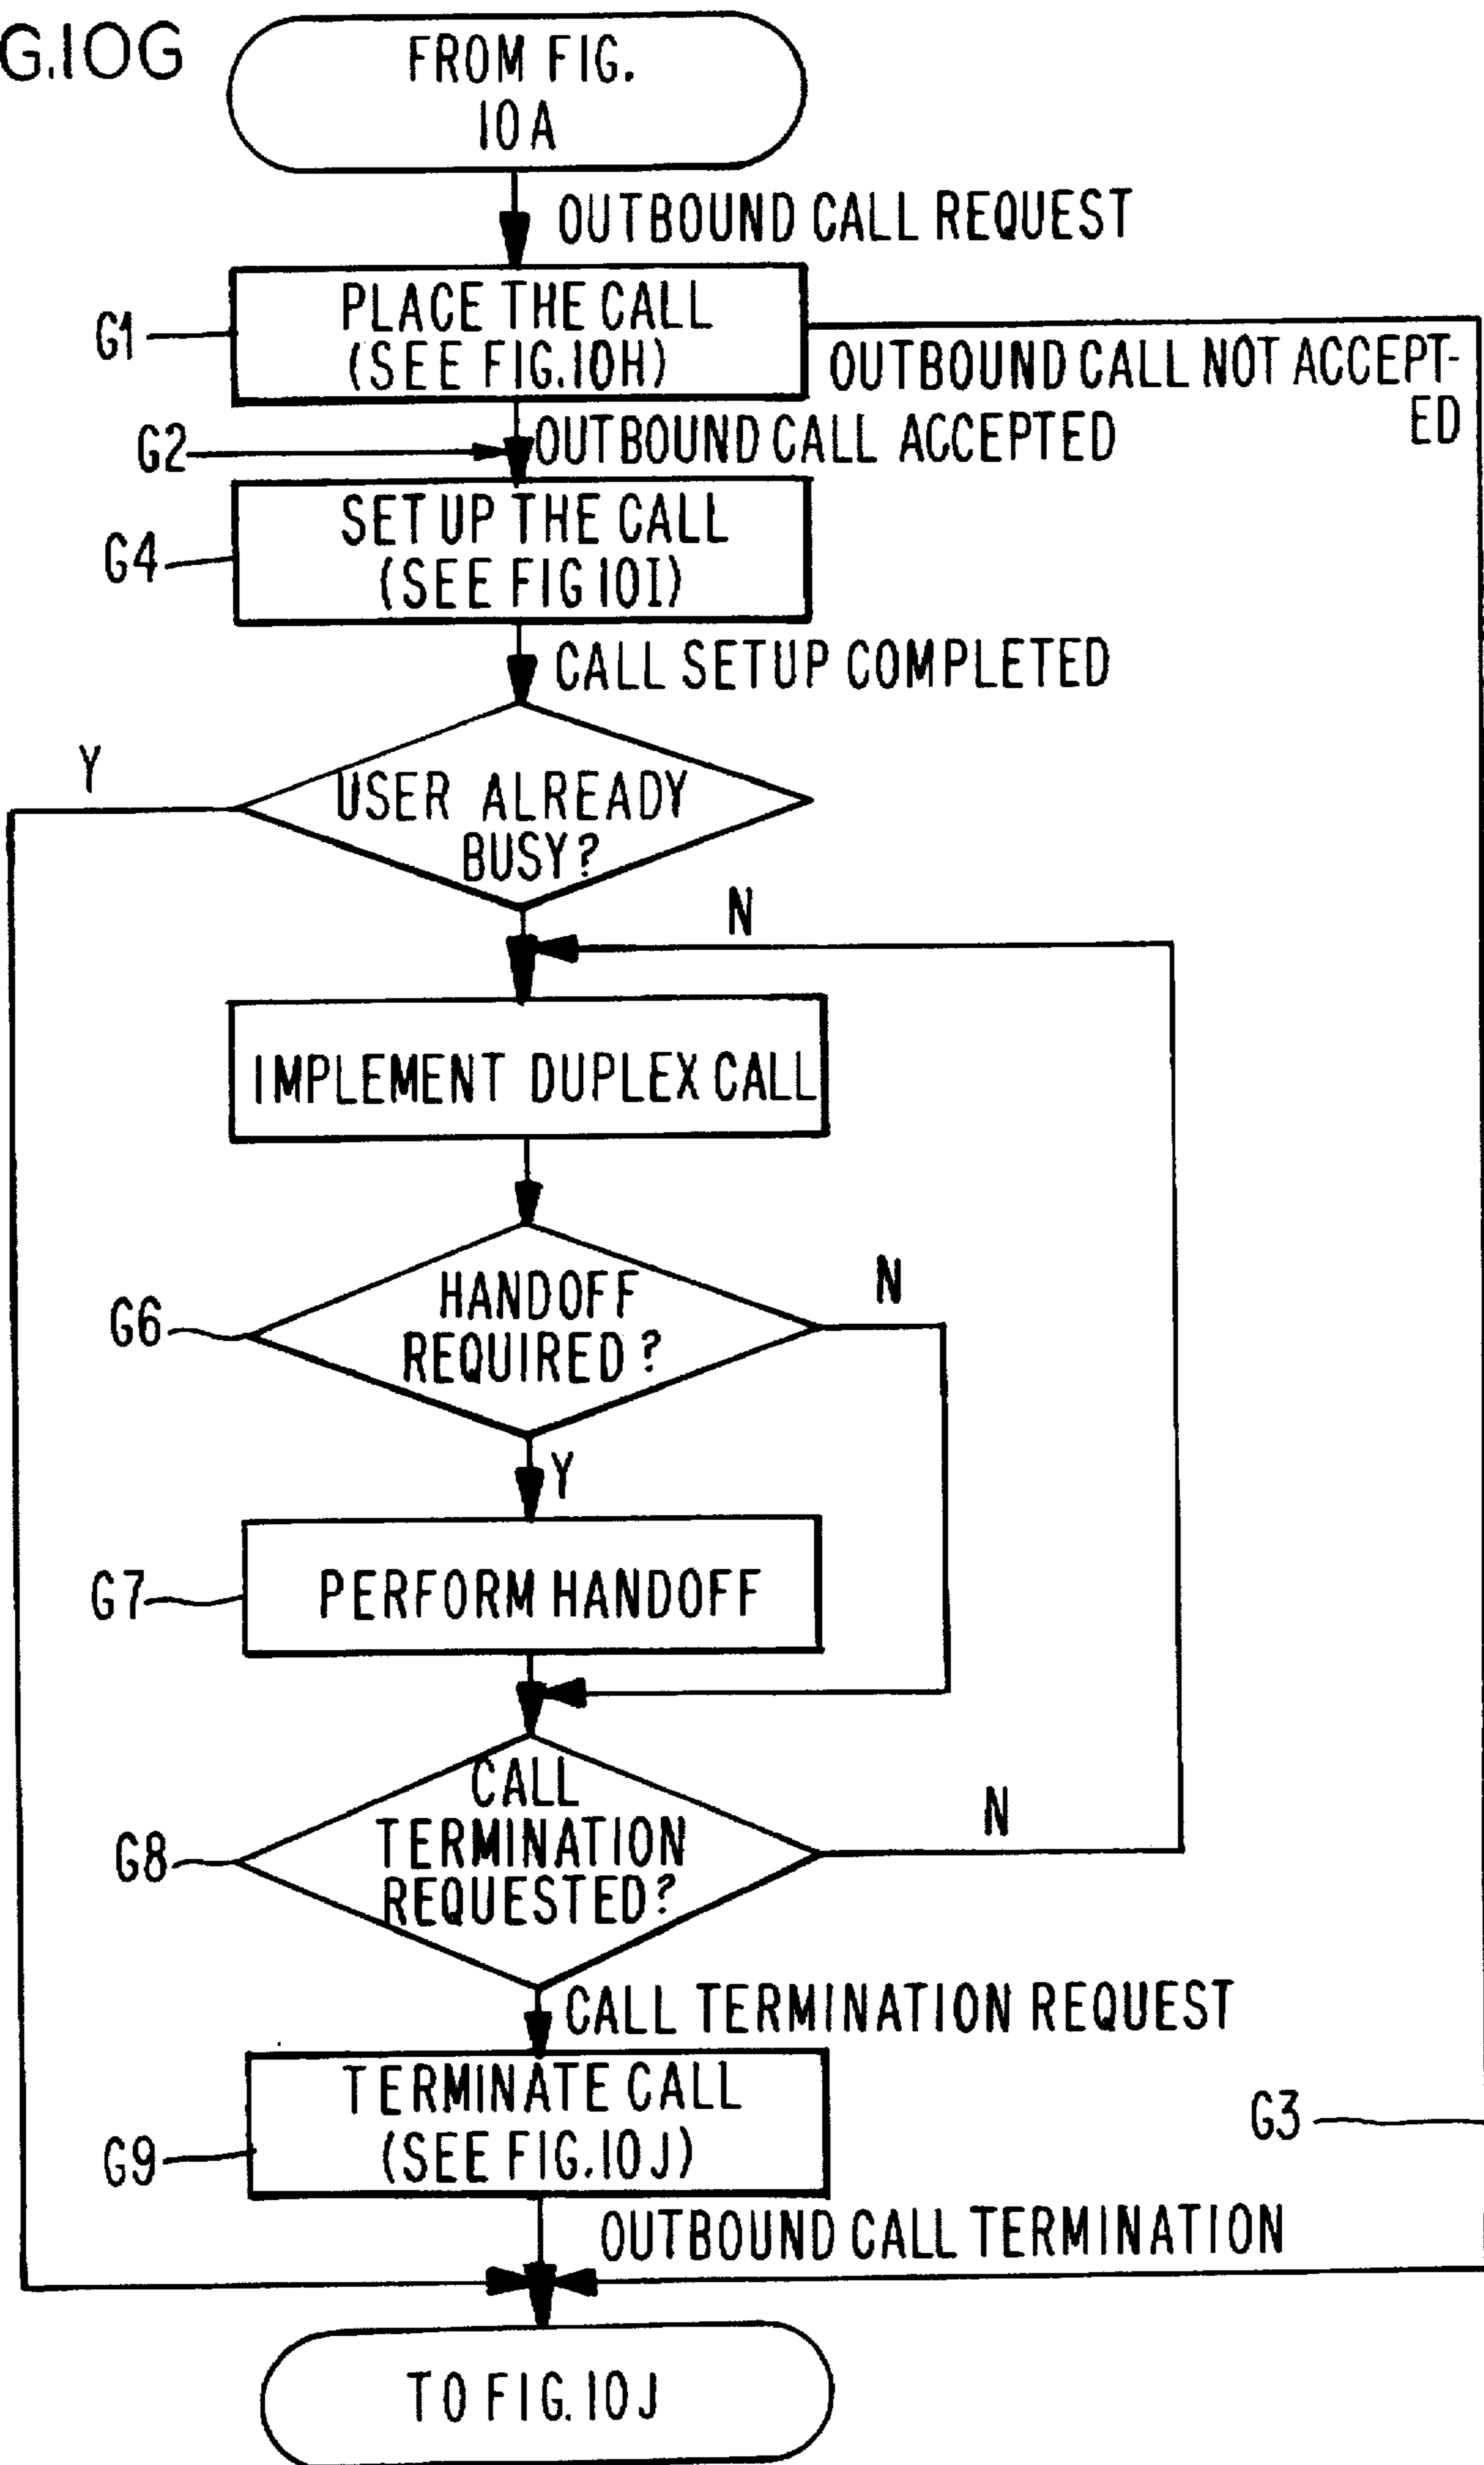 G.10G
FROM FIG.
10A
OUTBOUND CALL REQUEST
G1
PLACE THE CALL
(SEE FIG.10H)
OUTBOUND CALL NOT ACCEPT-
ED
G2
OUTBOUND CALL ACCEPTED
G4
SET UP THE CALL
(SEE FIG 10I)
CALL SETUP COMPLETED
Y
USER ALREADY
BUSY?
N
IMPLEMENT DUPLEX CALL
G6
HANDOFF
REQUIRED?
N
Y
G7
PERFORM HANDOFF
G8
CALL
TERMINATION
REQUESTED?
N
CALL TERMINATION REQUEST
G9
TERMINATE CALL
(SEE FIG.10J)
G3
OUTBOUND CALL TERMINATION
TO FIG.10J